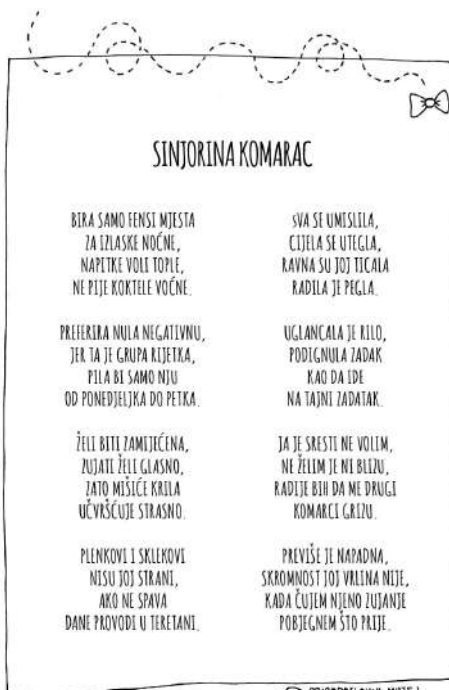 SINJORINA KOMARAC
BIRA SAMO FENSI MJESTA
ZA IZLASKE NOĆNE,
NAPITKE VOLI TOPLE,
NE PIJE KOKTELE VOĆNE.
PREFERIRA NULA NEGATIVNU,
JER TA JE GRUPA RIJETKA,
PILA BI SAMO NJU
OD PONEDJELJKA DO PETKA.
ŽELI BITI ZAMIJEĆENA,
ZUJATI ŽELI GLASNO,
ZATO MIŠIĆE KRILA
UČVRŠĆUJE STRASNO.
PLENKOVI I SKLEKOVI
NISU JOJ STRANI,
AKO NE SPAVA
DANE PROVODI U TERETANI.
SVA SE UMISLILA,
CIJELA SE UTEGLA,
RAVNA SU JOJ TICALA
RADILA JE PEGLA.
UGLANCALA JE RILO,
PODIGNULA ZADAK
KAO DA IDE
NA TAJNI ZADATAK.
JA JE SRESTI NE VOLIM,
NE ŽELIM JE NI BLIZU,
RADIJE BIH DA ME DRUGI
KOMARCI GRIZU.
PREVIŠE JE NAPADNA,
SKROMNOST JOJ VRLINA NIJE,
KADA ČUJEM NJENO ZUJANJE
POBJEGNEM ŠTO PRIJE.